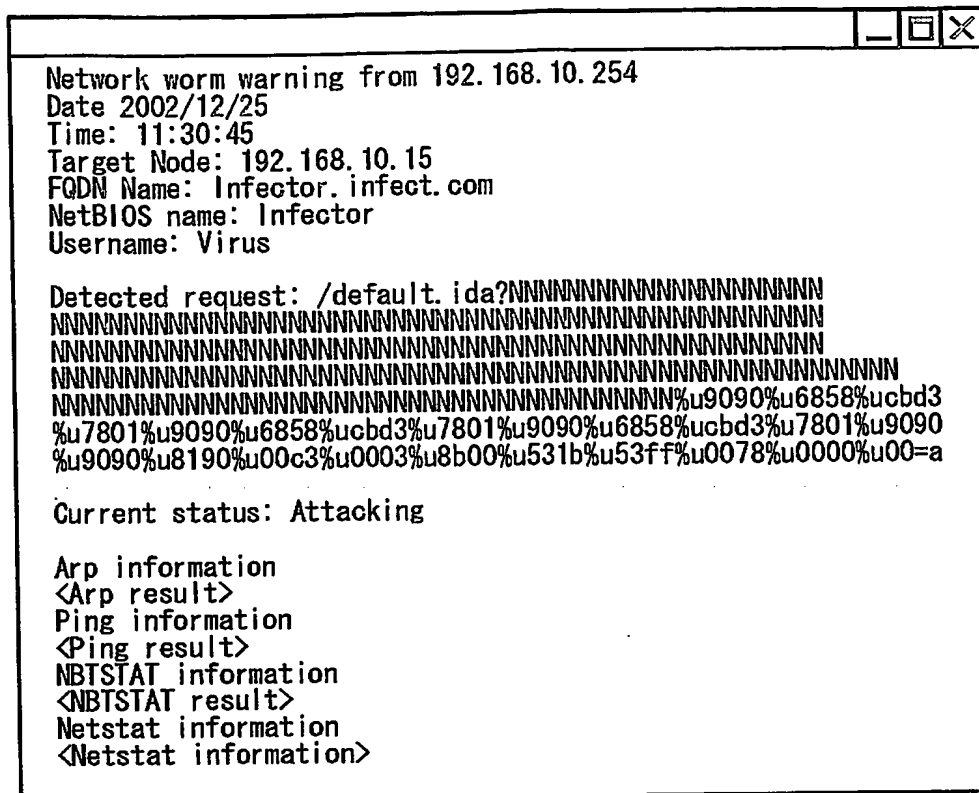 Network worm warning from 192.168.10.254
Date 2002/12/25
Time: 11:30:45
Target Node: 192.168.10.15
FQDN Name: Infector.infect.com
NetBIOS name: Infector
Username: Virus
Detected request: /default.ida?NNNNNNNNNNNNNNNNNNNNN
NNNNNNNNNNNNNNNNNNNNNNNNNNNNNNNNNNNNNNNNNNNNNNNNNNNN
NNNNNNNNNNNNNNNNNNNNNNNNNNNNNNNNNNNNNNNNNNNNNNNNNNNN
NNNNNNNNNNNNNNNNNNNNNNNNNNNNNNNNNNNNNNNNNNNNNNNNNNNNNNNNN
NNNNNNNNNNNNNNNNNNNNNNNNNNNNNNNNNNNNNNNNNN%u9090%u6858%ucbd3
%u7801%u9090%u6858%ucbd3%u7801%u9090%u6858%ucbd3%u7801%u9090
%u9090%u8190%u00c3%u0003%u8b00%u531b%u53ff%u0078%u0000%u00=a
Current status: Attacking
Arp information
<Arp result>
Ping information
<Ping result>
NBTSTAT information
<NBTSTAT result>
Netstat information
<Netstat information>